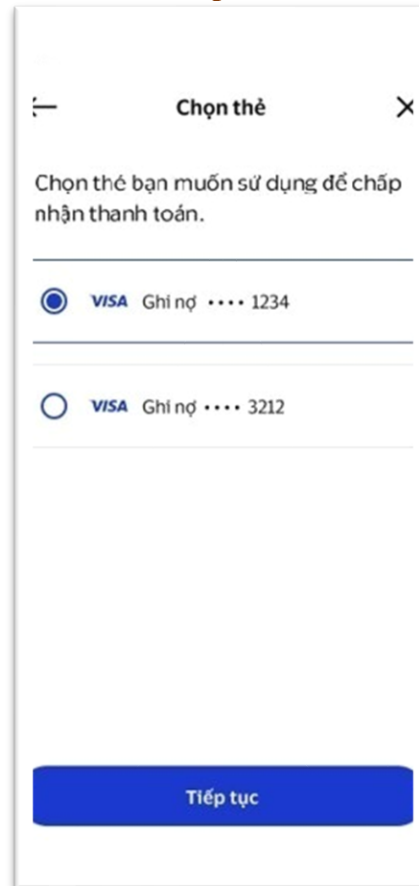 Chọn thẻ
Chọn thẻ bạn muốn sử dụng để chấp
nhận thanh toán.
VISA Ghi nợ •••• 1234
VISA Ghi nợ •••• 3212
Tiếp tục